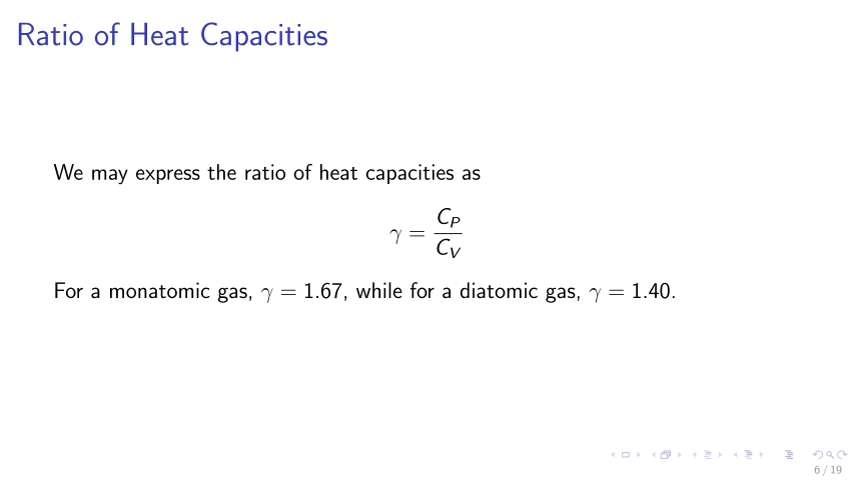 Ratio of Heat Capacities
We may express the ratio of heat capacities as
γ = C_P / C_V
For a monatomic gas, γ = 1.67, while for a diatomic gas, γ = 1.40.
6 / 19